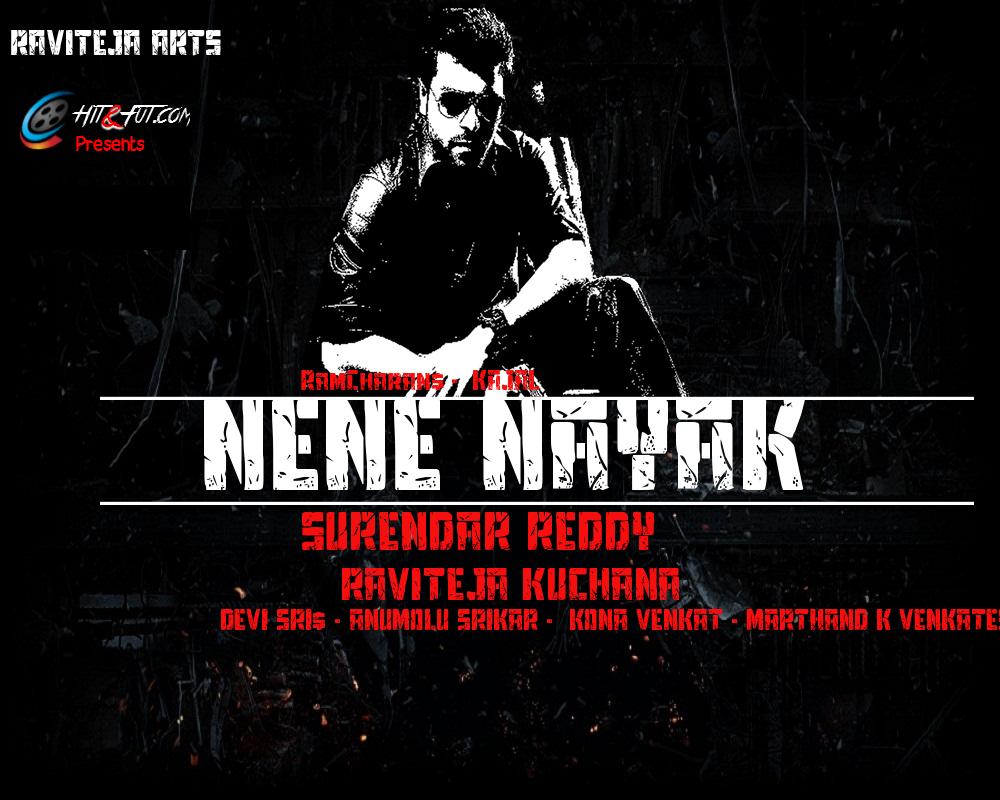 RAVITEJA ARTS
HIT&FUT.COM
Presents
RamCharans - KAJAL
NENE NAYAK
SURENDAR REDDY
RAVITEJA KUCHANA
DEVI SRI$ - ANUMOLU SRIKAR - KONA VENKAT - MARTHAND K VENKATES